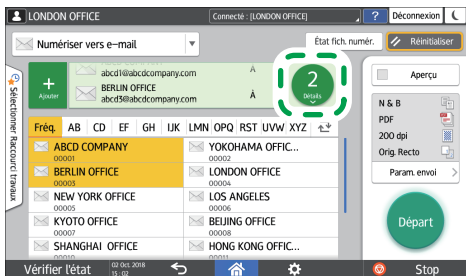 LONDON OFFICE
Connecté : [LONDON OFFICE]
?
Déconnexion
Numériser vers e-mail
État fich. numér.
Réinitialiser
Sélectionner Raccourci travaux
+
Ajouter
abcd1@abcdcompany.com
À
BERLIN OFFICE
À
abcd3@abcdcompany.com
2
Détails
Aperçu
N & B
PDF
200 dpi
Orig. Recto
Param. envoi
Départ
Fréq. AB CD EF GH IJK LMN OPQ RST UVW XYZ
ABCD COMPANY
00001
YOKOHAMA OFFIC...
00002
BERLIN OFFICE
00003
LONDON OFFICE
00004
NEW YORK OFFICE
00005
LOS ANGELES
00006
KYOTO OFFICE
00007
BEIJING OFFICE
00008
SHANGHAI OFFICE
00010
HONG KONG OFFIC...
00011
Vérifier l'état
02 Oct. 2018
15 : 02
Stop